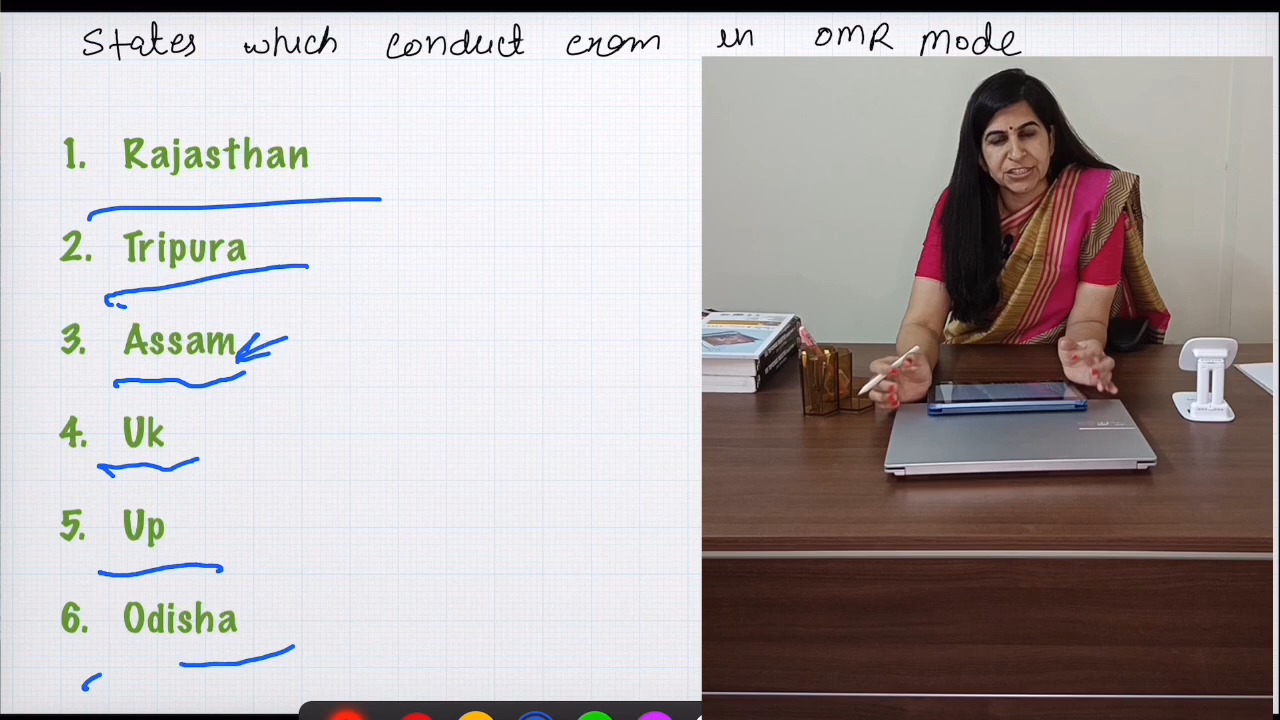 States which conduct exam in OMR mode
1. Rajasthan
2. Tripura
3. Assam
4. Uk
5. Up
6. Odisha